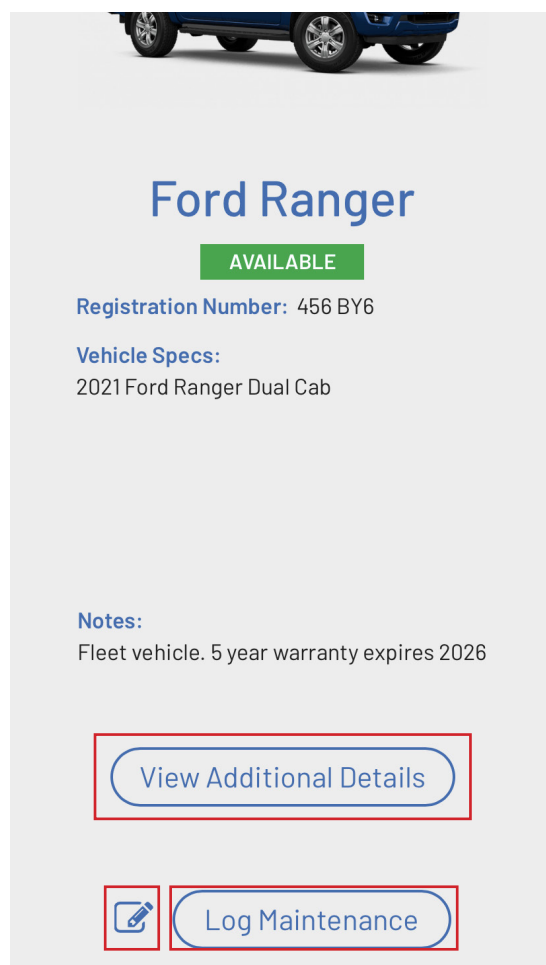 Ford Ranger
AVAILABLE
Registration Number: 456 BY6
Vehicle Specs:
2021 Ford Ranger Dual Cab
Notes:
Fleet vehicle. 5 year warranty expires 2026
View Additional Details
Log Maintenance